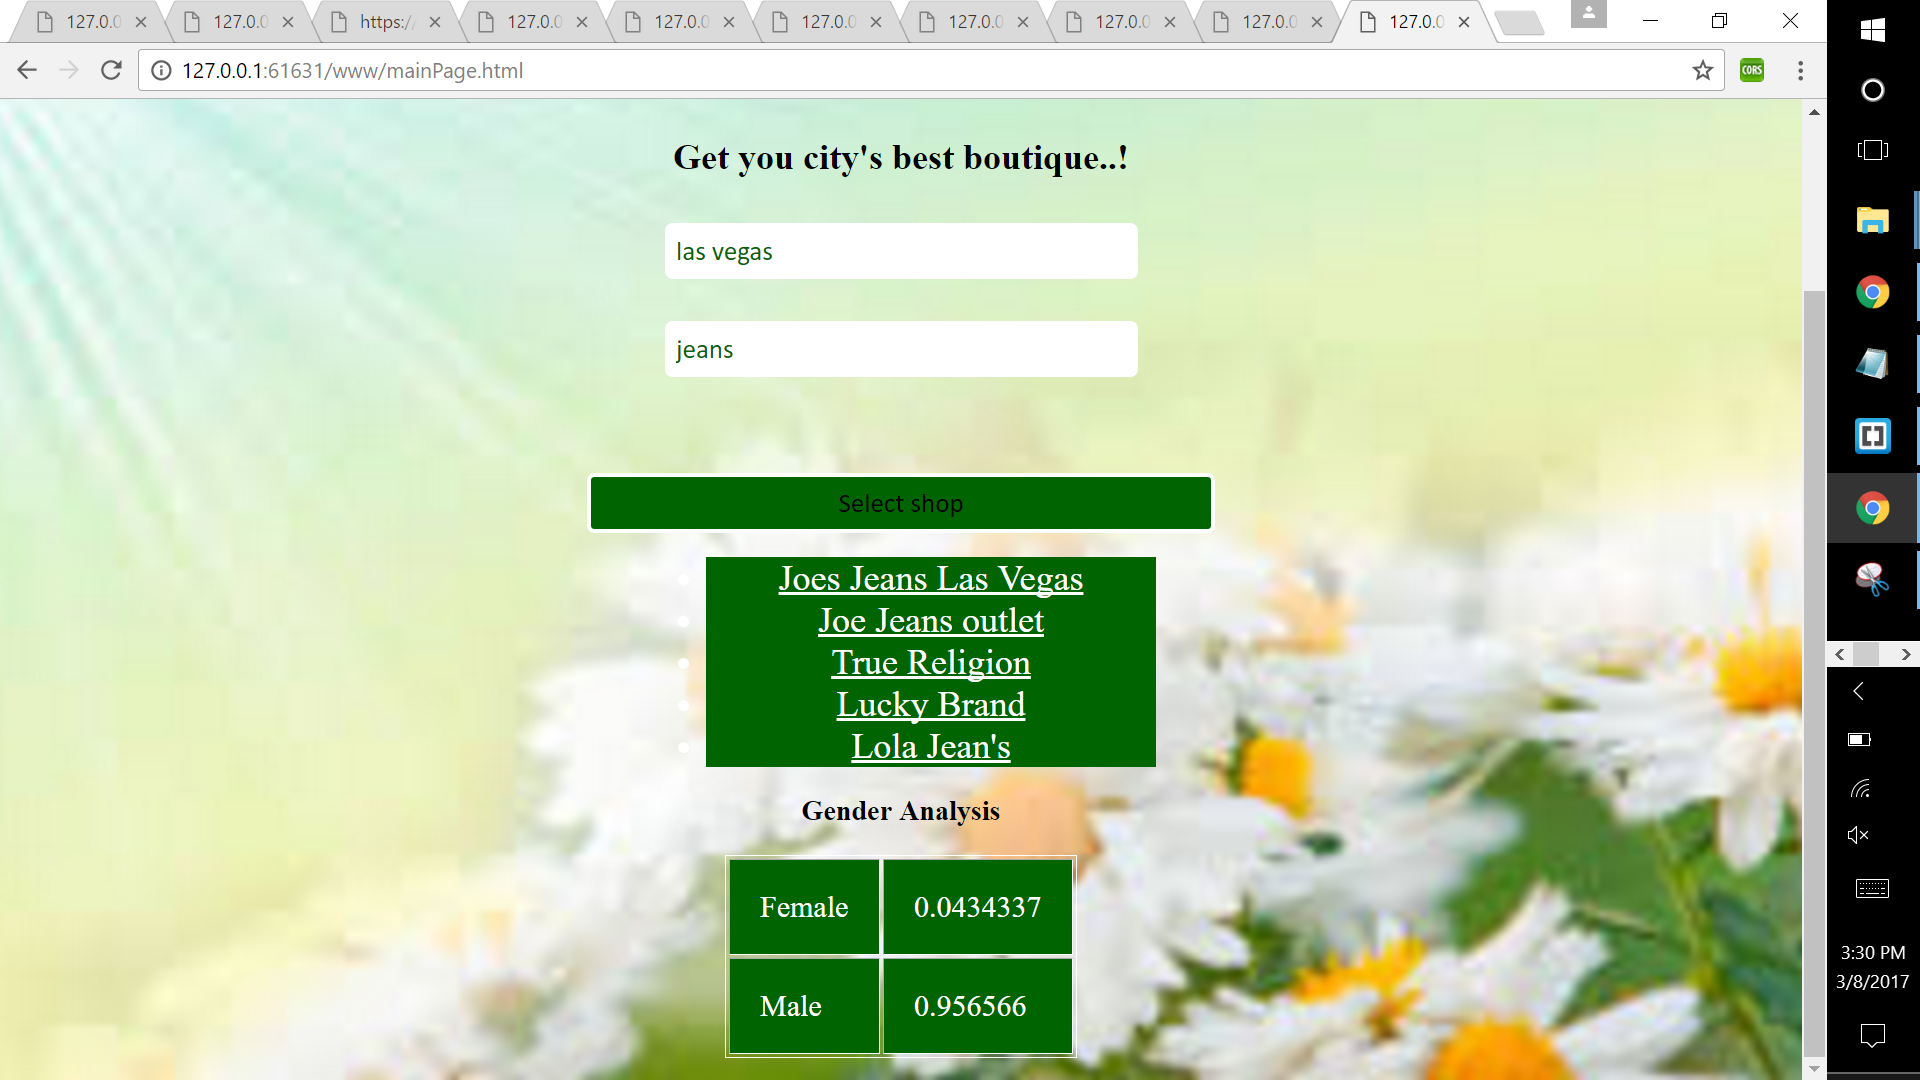 127.0.0
127.0.0
https:/
127.0.0
127.0.0
127.0.0
127.0.0
127.0.0
127.0.0
127.0.0
127.0.0.1:61631/www/mainPage.html
CORS
Get you city's best boutique..!
las vegas
jeans
Select shop
Joes Jeans Las Vegas
Joe Jeans outlet
True Religion
Lucky Brand
Lola Jean's
Gender Analysis
Female 0.0434337
Male 0.956566
3:30 PM
3/8/2017